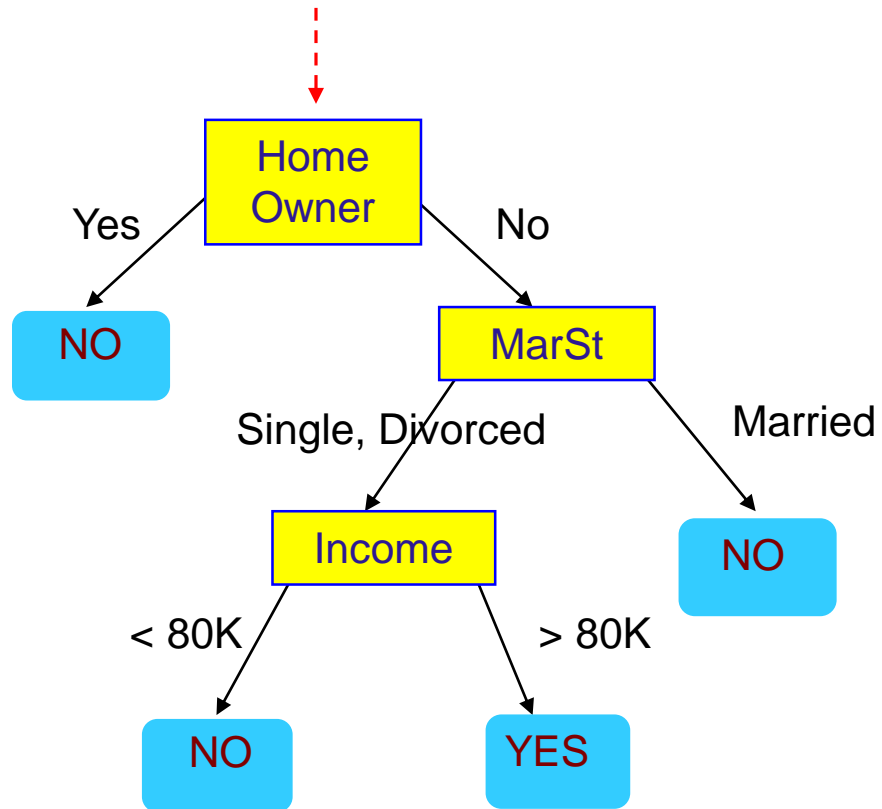 Home
Owner
Yes
No
NO
MarSt
Single, Divorced
Married
Income
NO
< 80K
> 80K
NO
YES